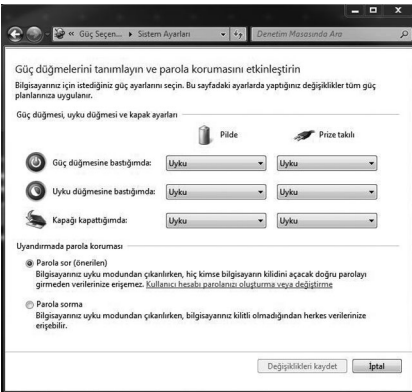 « Güç Seçen... ▸ Sistem Ayarları
Denetim Masasında Ara
Güç düğmelerini tanımlayın ve parola korumasını etkinleştirin
Bilgisayarınız için istediğiniz güç ayarlarını seçin. Bu sayfadaki ayarlarda yaptığınız değişiklikler tüm güç
planlarınıza uygulanır.
Güç düğmesi, uyku düğmesi ve kapak ayarları
Pilde Prize takılı
Güç düğmesine bastığımda: Uyku Uyku
Uyku düğmesine bastığımda: Uyku Uyku
Kapağı kapattığımda: Uyku Uyku
Uyandırmada parola koruması
Parola sor (önerilen)
Bilgisayarınız uyku modundan çıkarılırken, hiç kimse bilgisayarın kilidini açacak doğru parolayı
girmeden verilerinize erişemez. Kullanıcı hesabı parolanızı oluşturma veya değiştirme
Parola sorma
Bilgisayarınız uyku modundan çıkarılırken, bilgisayarınız kilitli olmadığından herkes verilerinize
erişebilir.
Değişiklikleri kaydet İptal